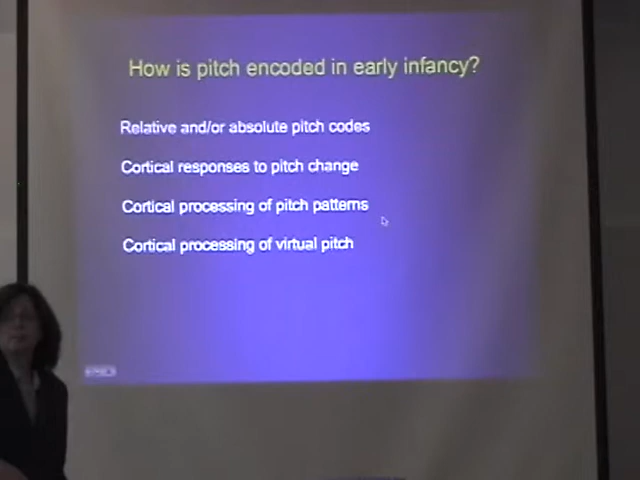 How is pitch encoded in early infancy?
Relative and/or absolute pitch codes
Cortical responses to pitch change
Cortical processing of pitch patterns
Cortical processing of virtual pitch